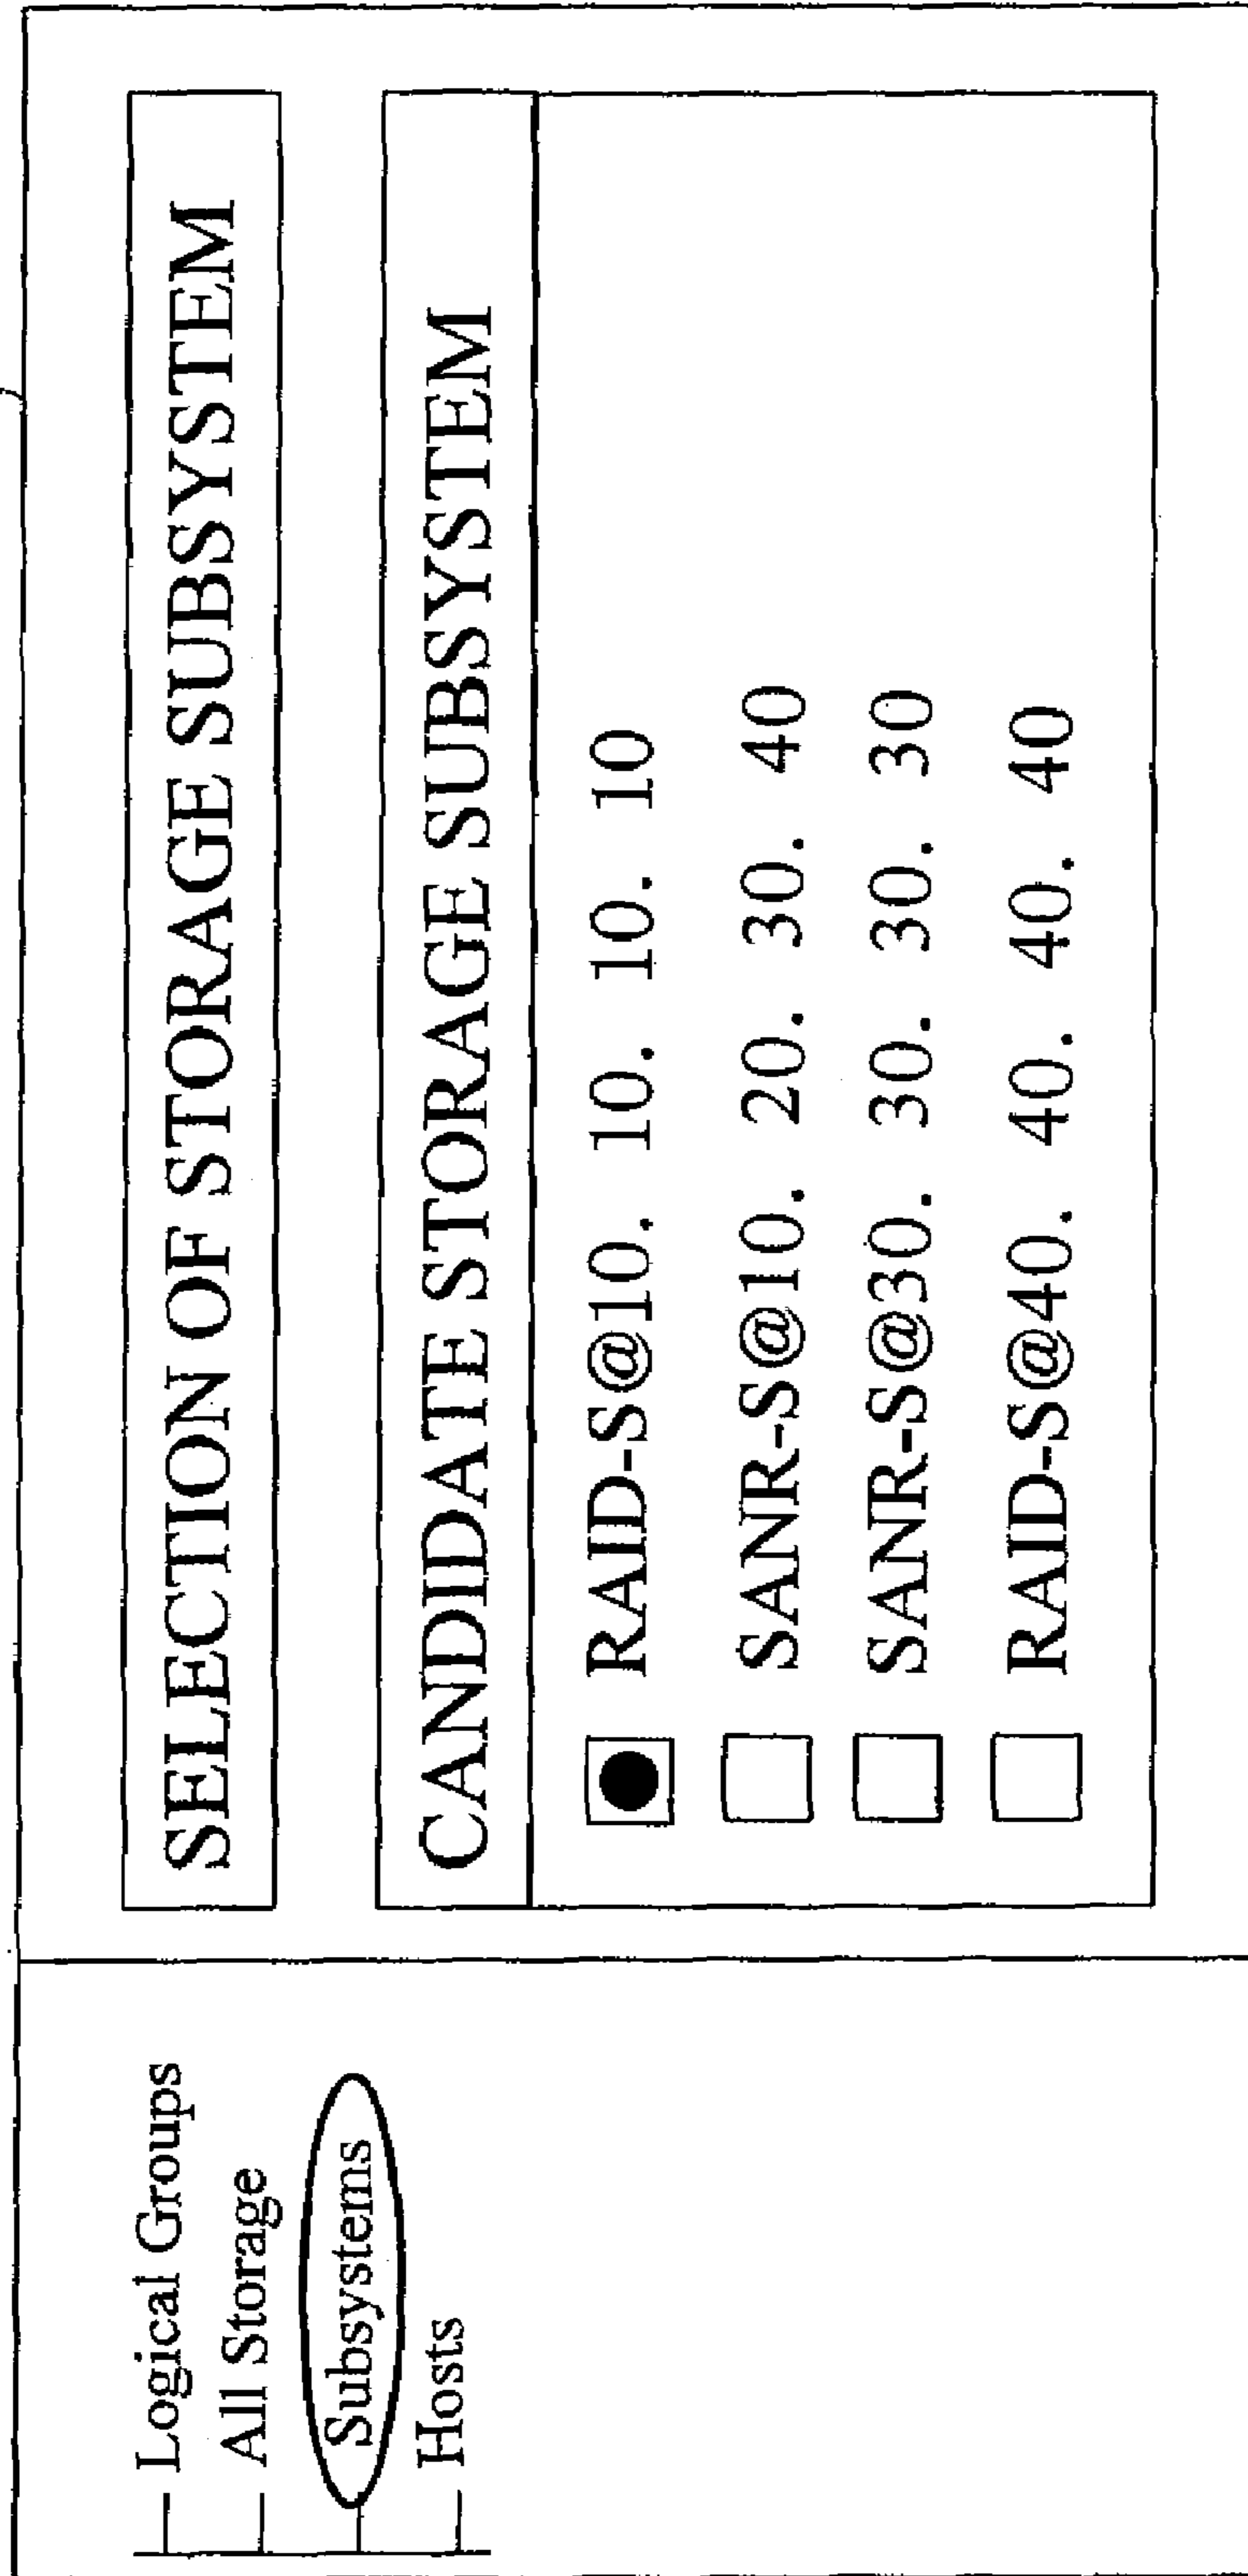 Logical Groups
All Storage
Subsystems
Hosts
SELECTION OF STORAGE SUBSYSTEM
CANDIDATE STORAGE SUBSYSTEM
RAID-S@10. 10. 10. 10
SANR-S@10. 20. 30. 40
SANR-S@30. 30. 30. 30
RAID-S@40. 40. 40. 40